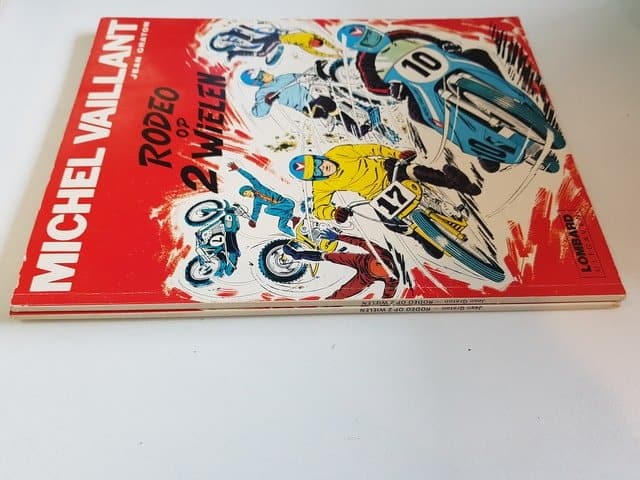 MICHEL VAILLANT
JEAN GRATON
RODEO
OP
2 WIELEN
10
17
1
LOMBARD
Jean Graton — RODEO OP 2 WIELEN
Jean Graton — RODEO OP 2 WIELEN